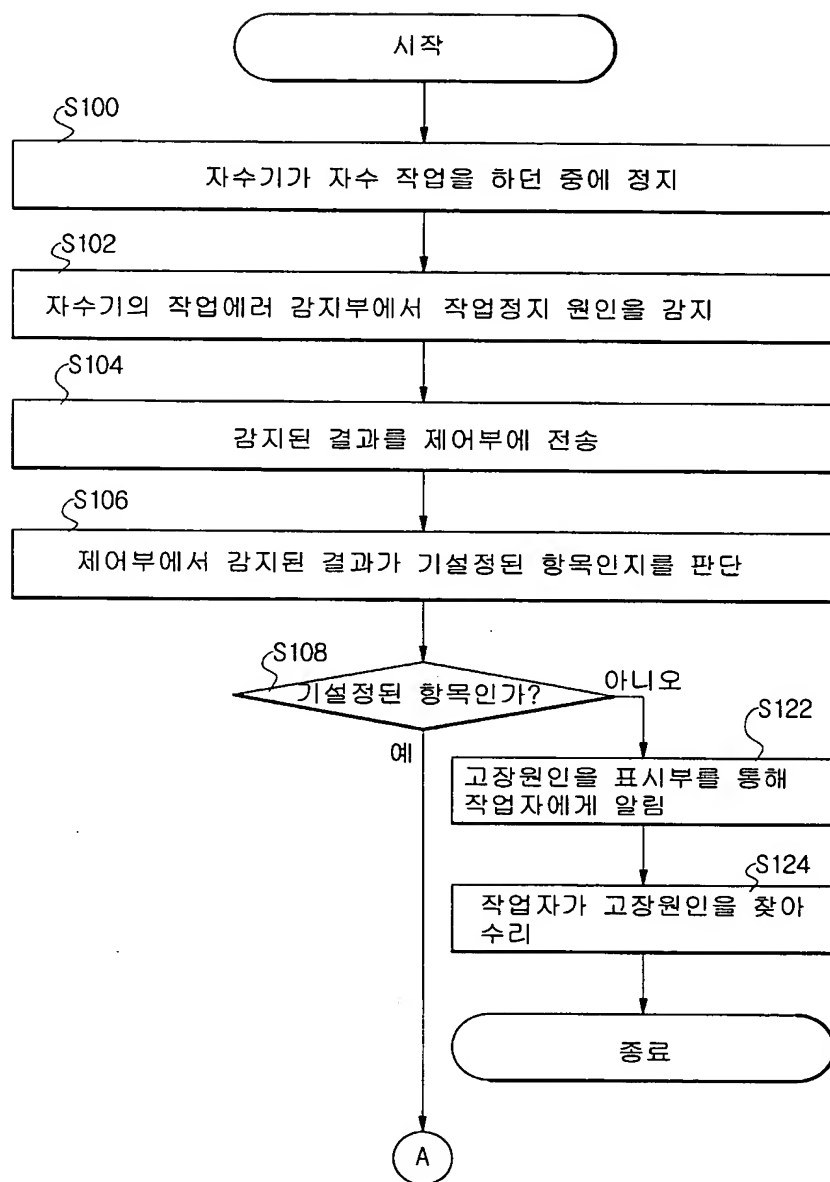 시작
S100
자수기가 자수 작업을 하던 중에 정지
S102
자수기의 작업에러 감지부에서 작업정지 원인을 감지
S104
감지된 결과를 제어부에 전송
S106
제어부에서 감지된 결과가 기설정된 항목인지를 판단
S108
기설정된 항목인가?
아니오
예
S122
고장원인을 표시부를 통해
작업자에게 알림
S124
작업자가 고장원인을 찾아
수리
종료
A